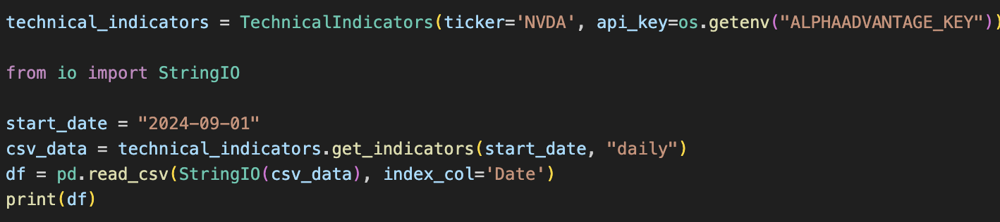 technical_indicators = TechnicalIndicators(ticker='NVDA', api_key=os.getenv("ALPHAADVANTAGE_KEY"))
from io import StringIO
start_date = "2024-09-01"
csv_data = technical_indicators.get_indicators(start_date, "daily")
df = pd.read_csv(StringIO(csv_data), index_col='Date')
print(df)